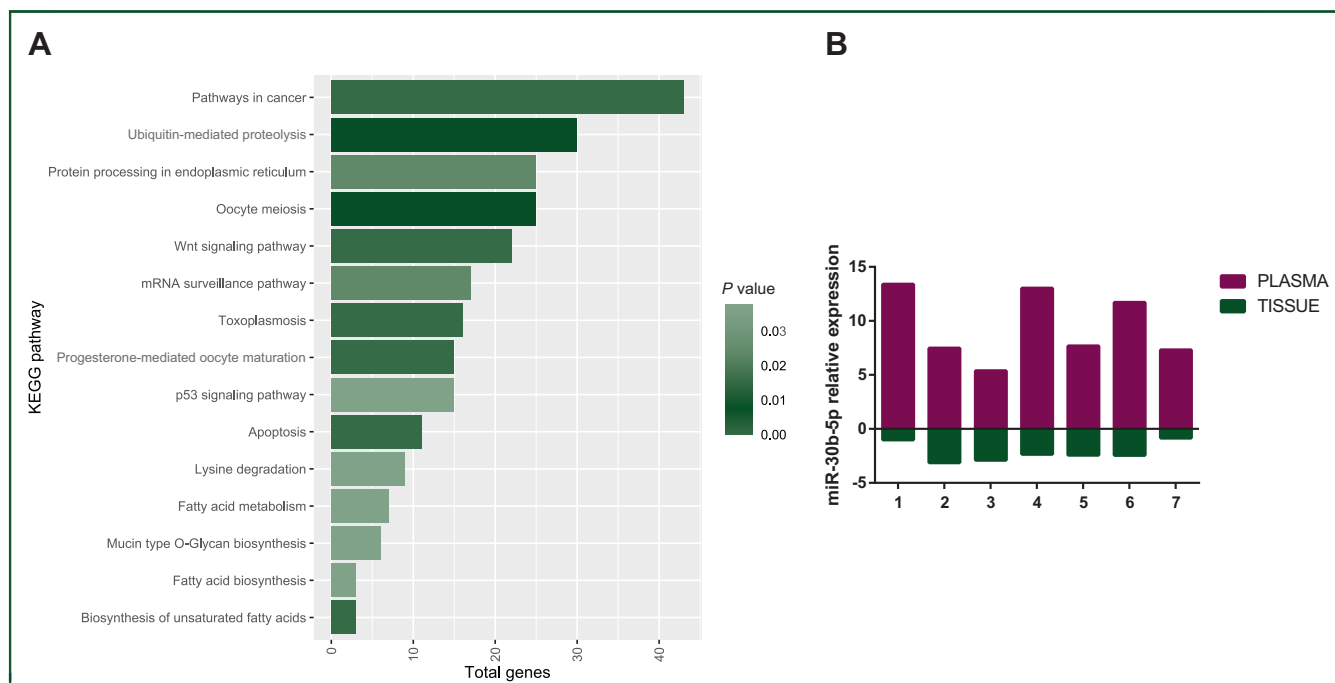 A
B
KEGG pathway
Pathways in cancer
Ubiquitin-mediated proteolysis
Protein processing in endoplasmic reticulum
Oocyte meiosis
Wnt signaling pathway
mRNA surveillance pathway
Toxoplasmosis
Progesterone-mediated oocyte maturation
p53 signaling pathway
Apoptosis
Lysine degradation
Fatty acid metabolism
Mucin type O-Glycan biosynthesis
Fatty acid biosynthesis
Biosynthesis of unsaturated fatty acids
0 10 20 30 40
Total genes
P value
0.03
0.02
0.01
0.00
miR-30b-5p relative expression
15
10
5
0
-5
1 2 3 4 5 6 7
PLASMA
TISSUE